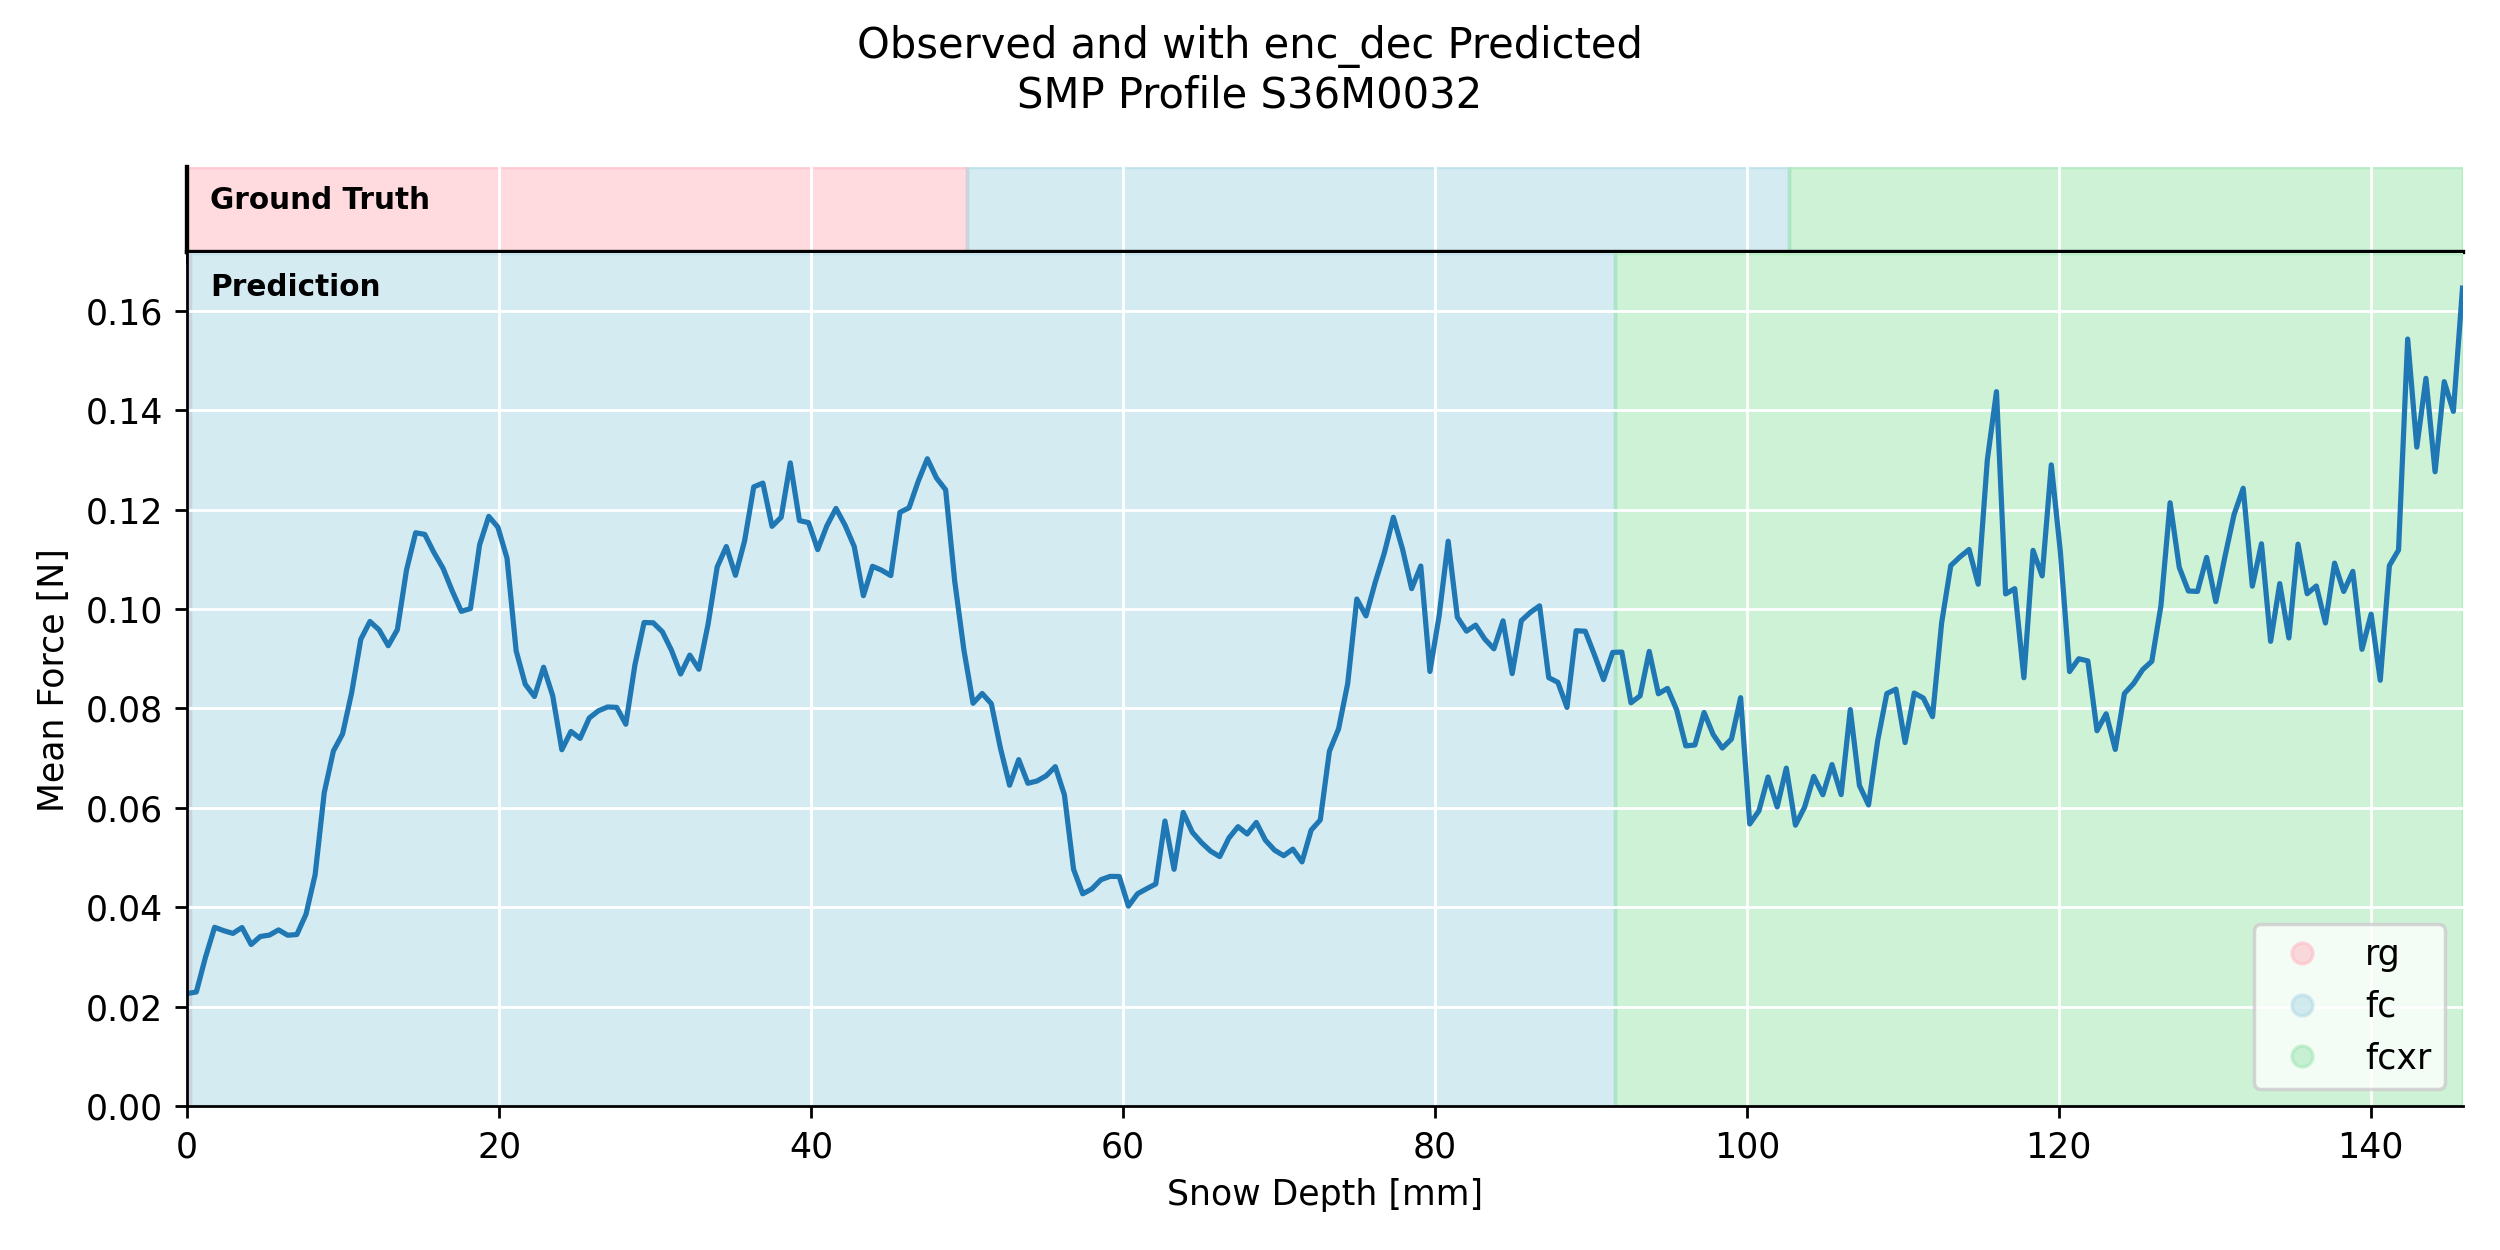 Observed and with enc_dec Predicted
SMP Profile S36M0032
Ground Truth
Prediction
0.16
0.14
0.12
0.10
0.08
0.06
0.04
0.02
0.00
Mean Force [N]
0 20 40 60 80 100 120 140
Snow Depth [mm]
rg
fc
fcxr